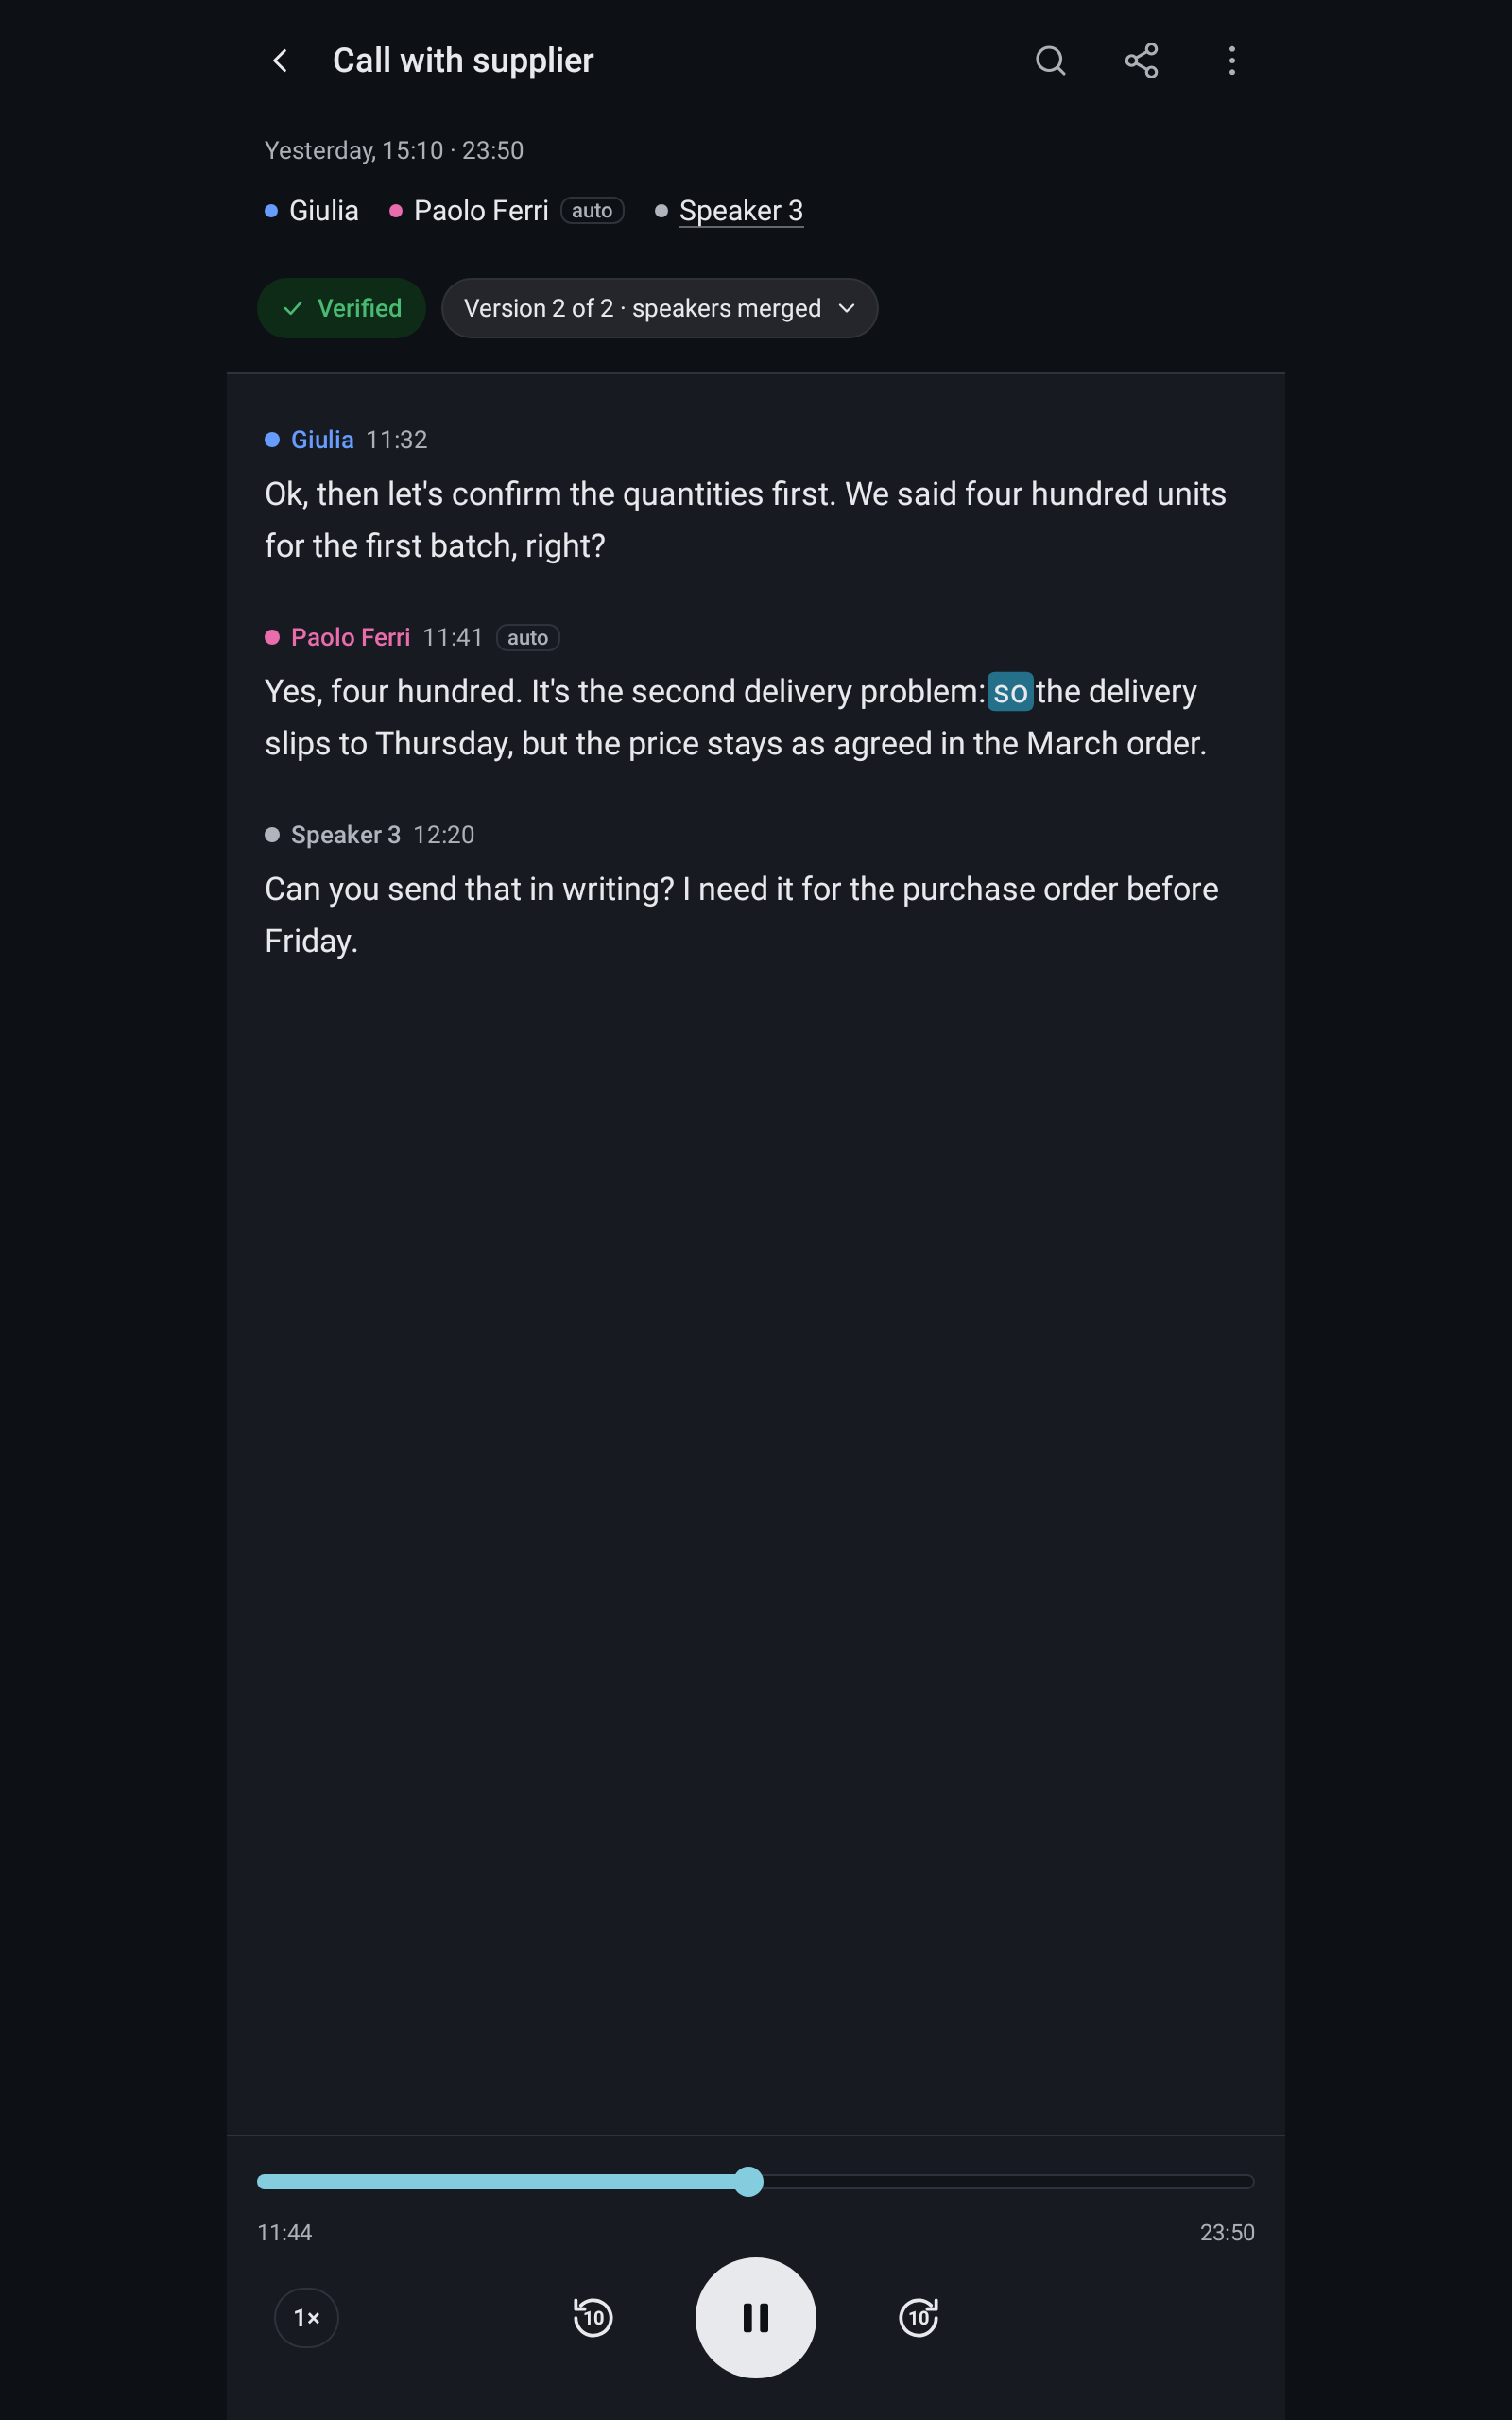 Call with supplier
Yesterday, 15:10 · 23:50
Giulia Paolo Ferri auto Speaker 3
Verified Version 2 of 2 · speakers merged
Giulia 11:32
Ok, then let's confirm the quantities first. We said four hundred units
for the first batch, right?
Paolo Ferri 11:41 auto
Yes, four hundred. It's the second delivery problem: so the delivery
slips to Thursday, but the price stays as agreed in the March order.
Speaker 3 12:20
Can you send that in writing? I need it for the purchase order before
Friday.
11:44 23:50
1× 10 10